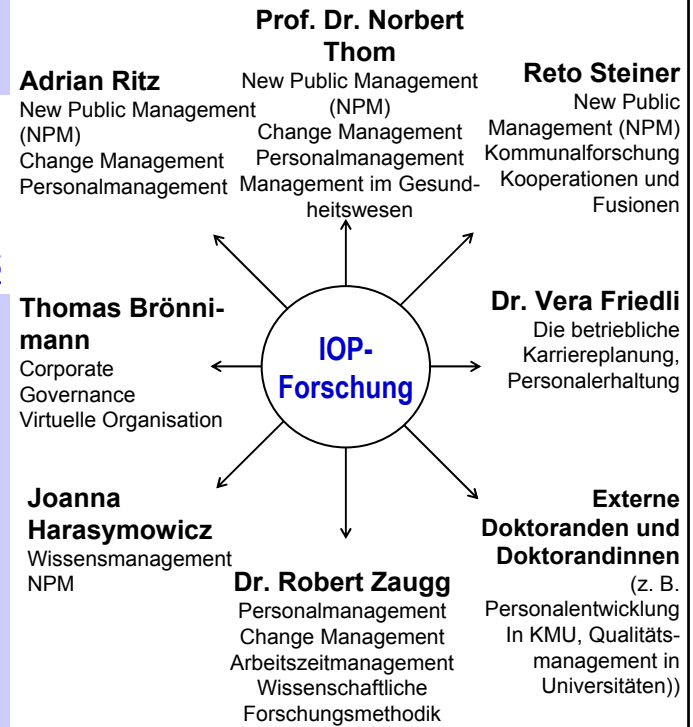 Prof. Dr. Norbert
Thom
New Public Management
(NPM)
Change Management
Personalmanagement
Management im Gesund-
heitswesen
Adrian Ritz
New Public Management
(NPM)
Change Management
Personalmanagement
Reto Steiner
New Public
Management (NPM)
Kommunalforschung
Kooperationen und
Fusionen
Thomas Brönni-
mann
Corporate
Governance
Virtuelle Organisation
IOP-
Forschung
Dr. Vera Friedli
Die betriebliche
Karriereplanung,
Personalerhaltung
Joanna
Harasymowicz
Wissensmanagement
NPM
Dr. Robert Zaugg
Personalmanagement
Change Management
Arbeitszeitmanagement
Wissenschaftliche
Forschungsmethodik
Externe
Doktoranden und
Doktorandinnen
(z. B.
Personalentwicklung
In KMU, Qualitäts-
management in
Universitäten))